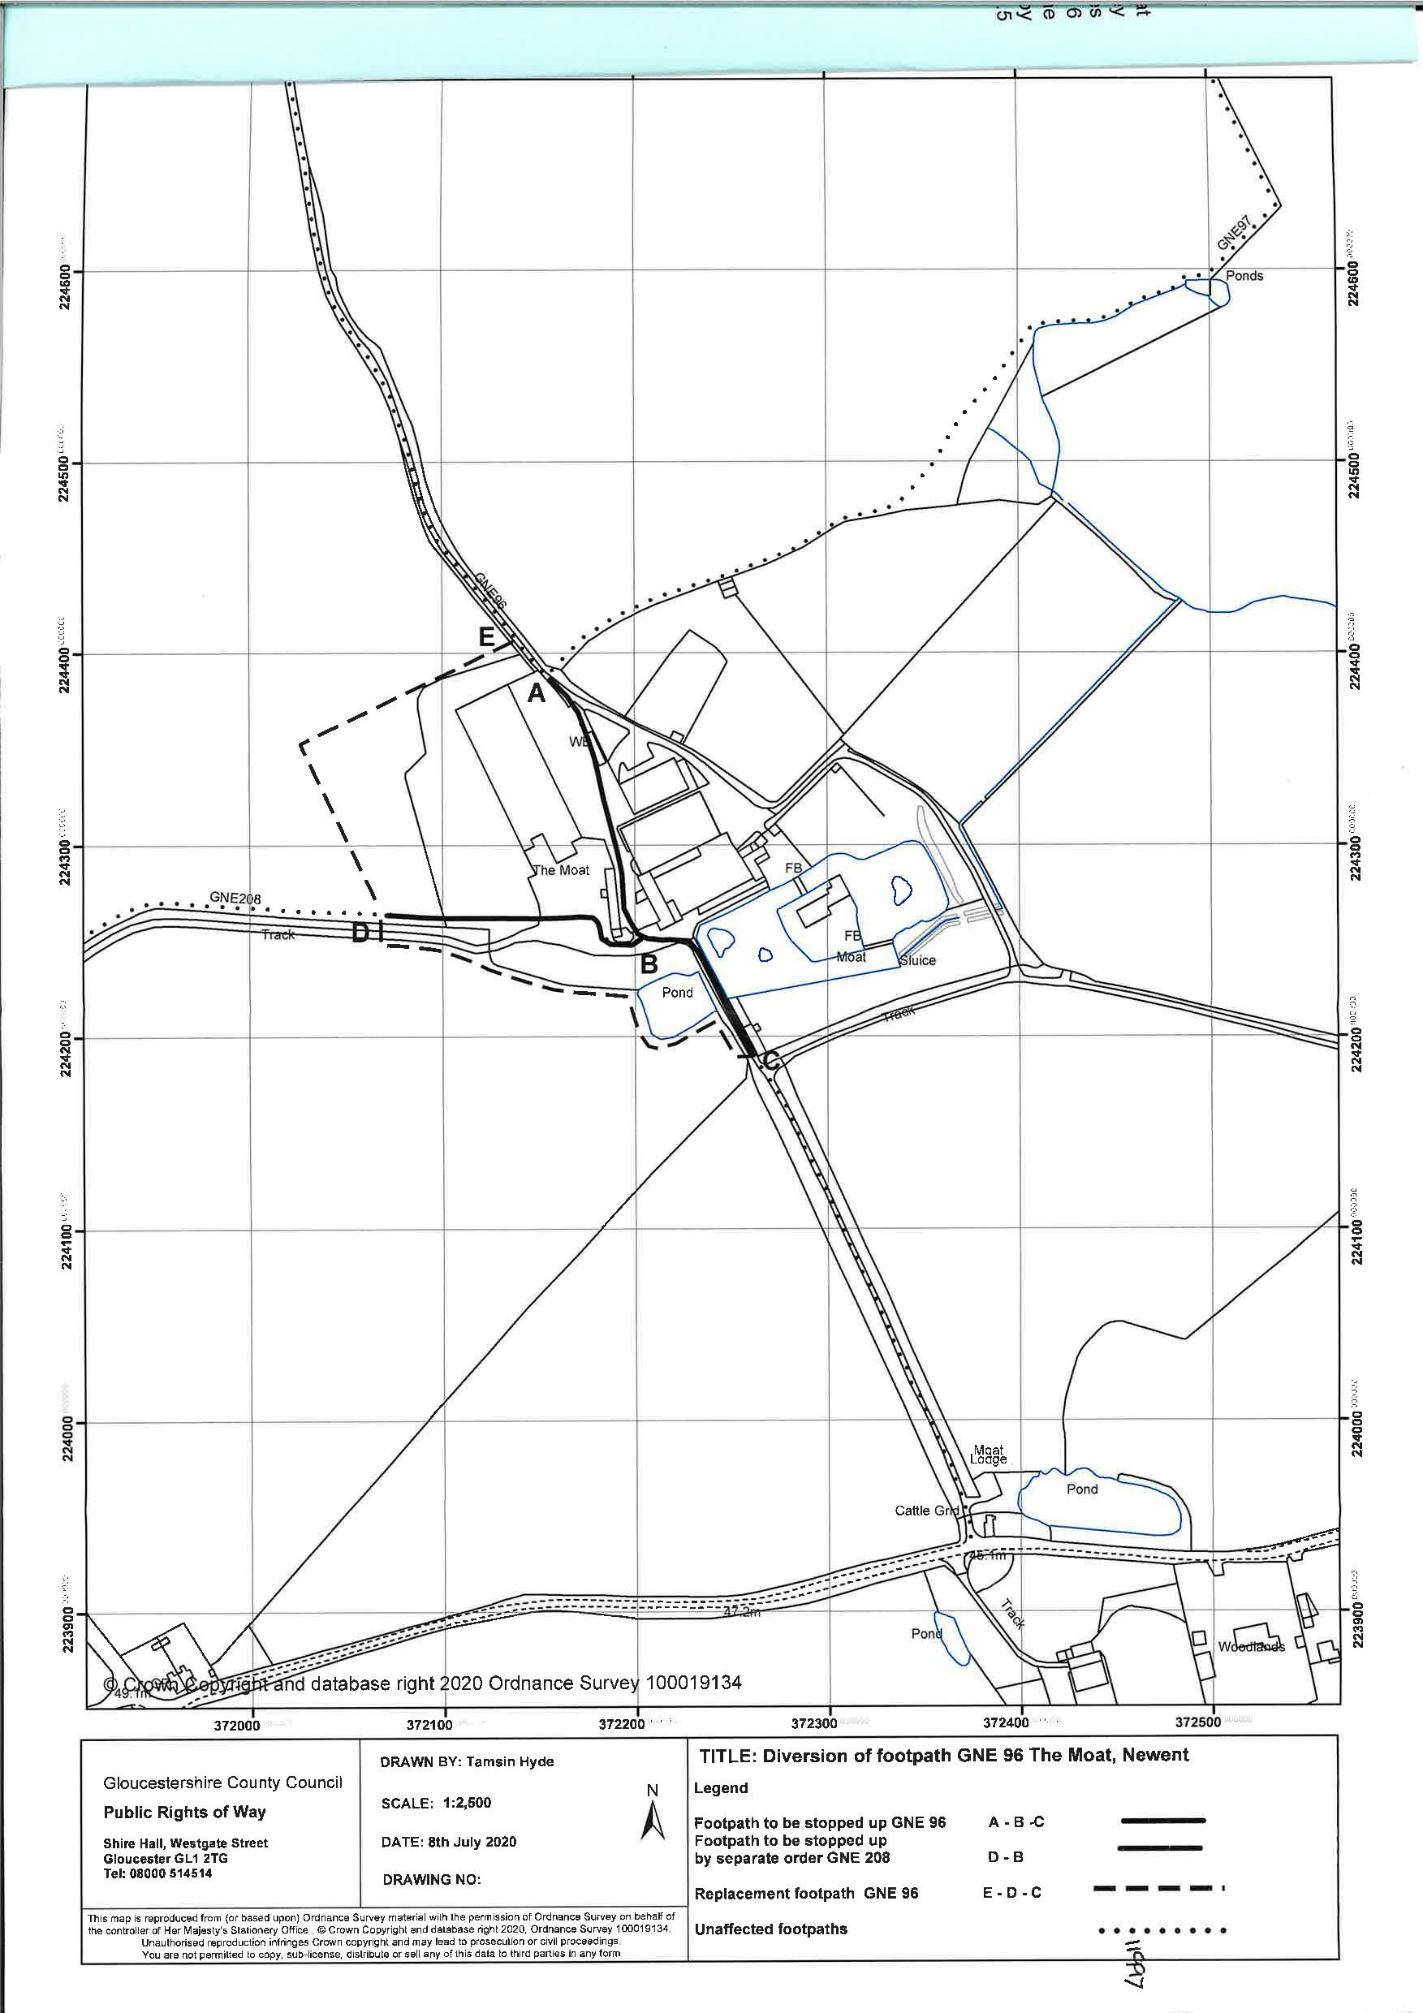 GNE97
Ponds
224600
224600
224500
224500
GNE96
E
224400
224400
A
The Moat
224300
224300
FB
GNE208
Track
D
B
FB
Moat
Sluice
Pond
Track
C
224200
224200
224100
224100
224000
224000
Moat
Lodge
Cattle Grid
Pond
47.2m
Track
Pond
Woodlands
223900
223900
© Crown Copyright and database right 2020 Ordnance Survey 100019134
372000
372100
372200
372300
372400
372500
Gloucestershire County Council
Public Rights of Way
Shire Hall, Westgate Street
Gloucester GL1 2TG
Tel: 08000 514514
DRAWN BY: Tamsin Hyde
SCALE: 1:2,500
DATE: 8th July 2020
DRAWING NO:
N
This map is reproduced from (or based upon) Ordnance Survey material with the permission of Ordnance Survey on behalf of
the controller of Her Majesty's Stationery Office . © Crown Copyright and database right 2020, Ordnance Survey 100019134.
Unauthorised reproduction infringes Crown copyright and may lead to prosecution or civil proceedings.
You are not permitted to copy, sub-license, distribute or sell any of this data to third parties in any form
TITLE: Diversion of footpath GNE 96 The Moat, Newent
Legend
Footpath to be stopped up GNE 96 A - B -C
Footpath to be stopped up
by separate order GNE 208 D - B
Replacement footpath GNE 96 E - D - C
Unaffected footpaths